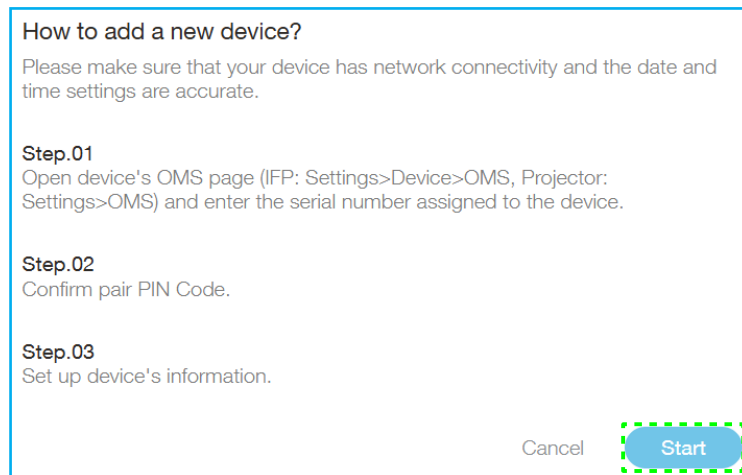 How to add a new device?
Please make sure that your device has network connectivity and the date and
time settings are accurate.
Step.01
Open device's OMS page (IFP: Settings>Device>OMS, Projector:
Settings>OMS) and enter the serial number assigned to the device.
Step.02
Confirm pair PIN Code.
Step.03
Set up device's information.
Cancel Start